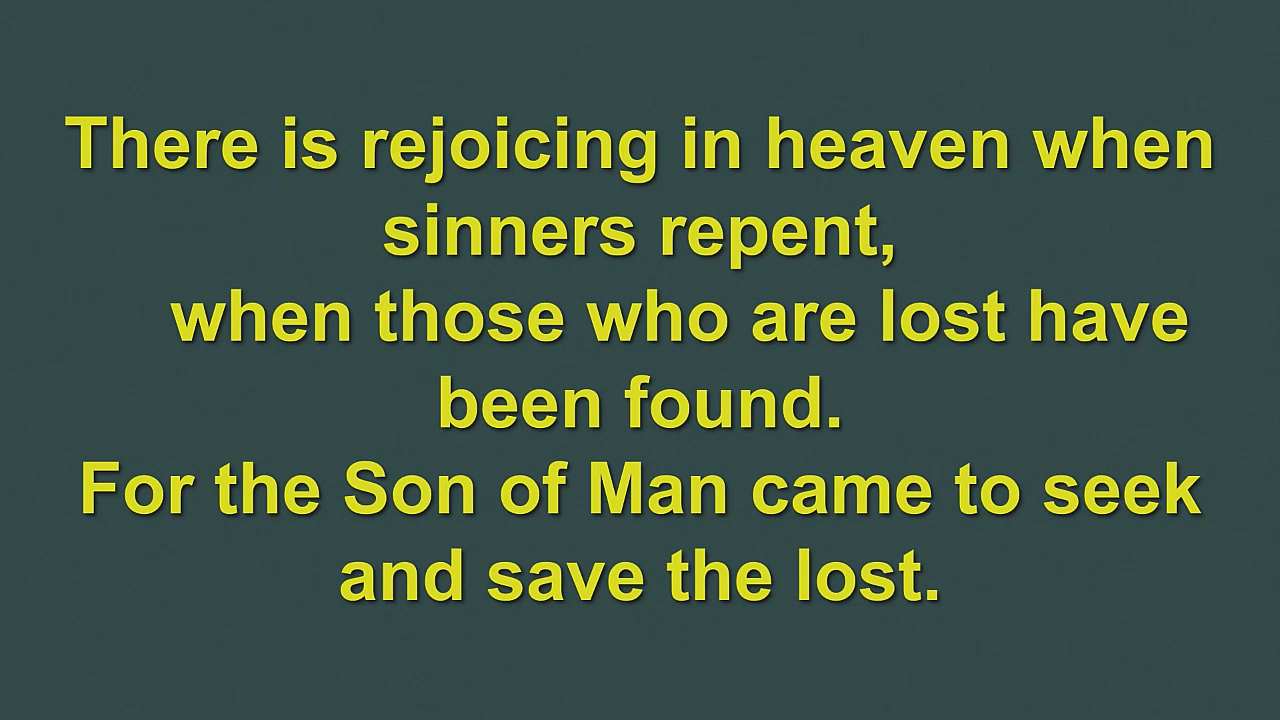 There is rejoicing in heaven when
sinners repent,
when those who are lost have
been found.
For the Son of Man came to seek
and save the lost.